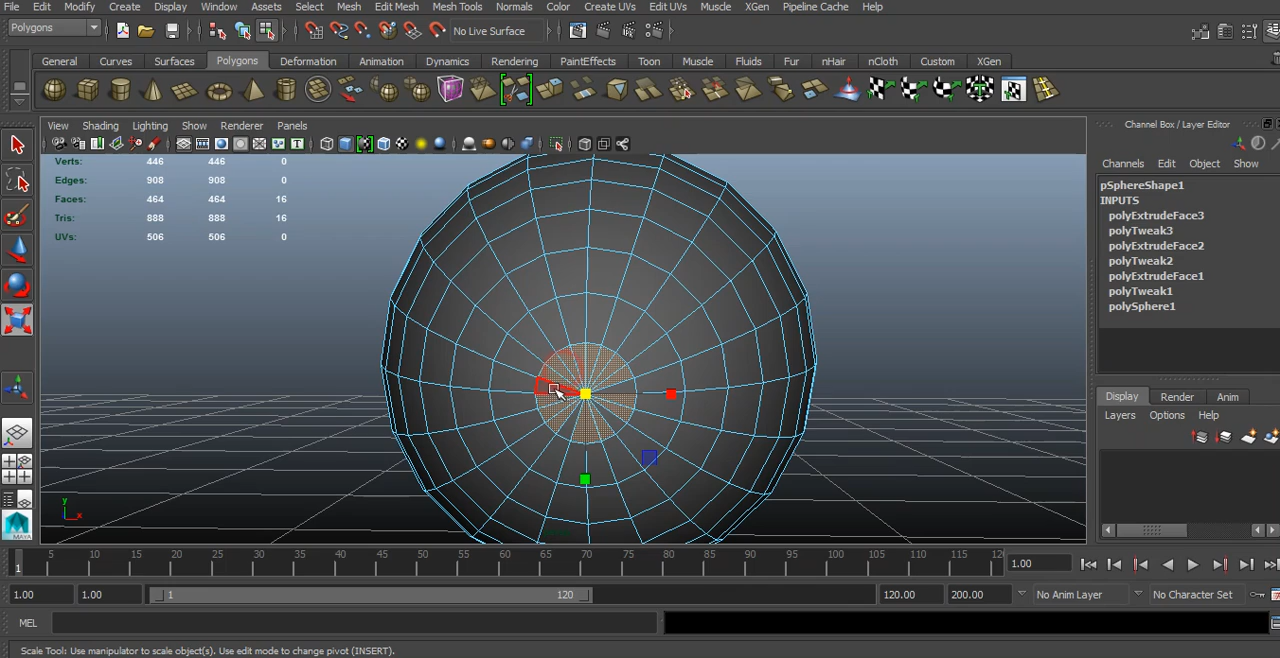 File Edit Modify Create Display Window Assets Select Mesh Edit Mesh Mesh Tools Normals Color Create UVs Edit UVs Muscle XGen Pipeline Cache Help
Polygons No Live Surface
General Curves Surfaces Polygons Deformation Animation Dynamics Rendering PaintEffects Toon Muscle Fluids Fur nHair nCloth Custom XGen
View Shading Lighting Show Renderer Panels
Channel Box / Layer Editor
Channels Edit Object Show
Verts: 446 446 0
Edges: 908 908 0
Faces: 464 464 16
Tris: 888 888 16
UVs: 506 506 0
pSphereShape1
INPUTS
polyExtrudeFace3
polyTweak3
polyExtrudeFace2
polyTweak2
polyExtrudeFace1
polyTweak1
polySphere1
Display Render Anim
Layers Options Help
y
x
MAYA
5 10 15 20 25 30 35 40 45 50 55 60 65 70 75 80 85 90 95 100 105 110 115 120
1
1.00
1.00 1.00 1 120 120.00 200.00 No Anim Layer No Character Set
MEL
Scale Tool: Use manipulator to scale object(s). Use edit mode to change pivot (INSERT).